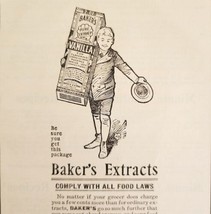 BAKER'S
VANILLA
be
sure
you
get
this
package
Baker's Extracts
COMPLY WITH ALL FOOD LAWS
No matter if your grocer does charge
you a few cents more than for ordinary ex-
tracts, BAKER'S go so much further that